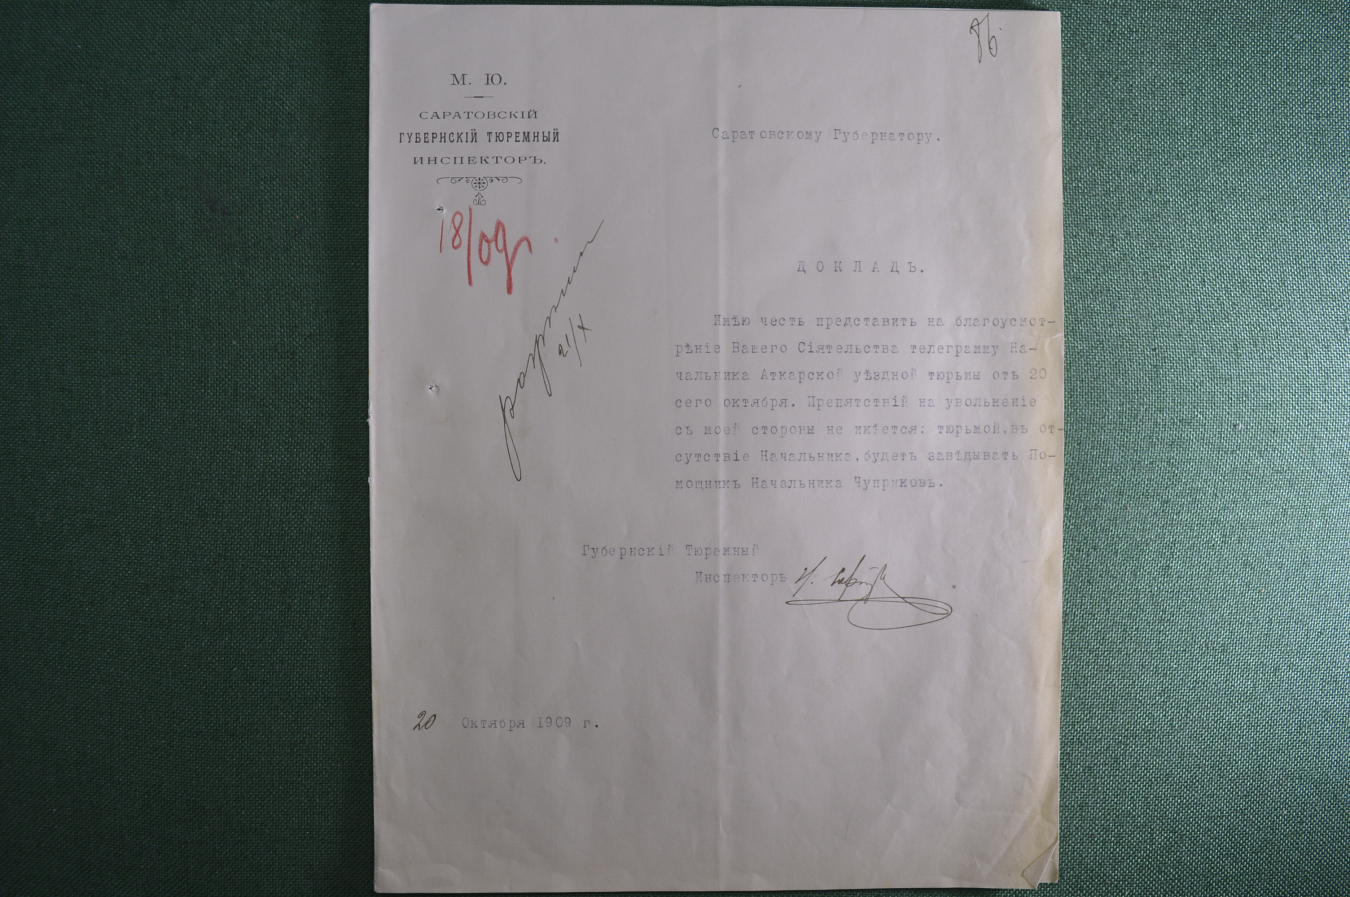 86
М. Ю.
САРАТОВСКІЙ
ГУБЕРНСКІЙ ТЮРЕМНЫЙ
ИНСПЕКТОРЪ.
Саратовскому Губернатору.
ДОКЛАДЪ.
Имѣю честь представить на благоусмот-
рѣніе Вашего Сіятельства телеграмму На-
чальника Аткарской уѣздной тюрьмы отъ 20
сего октября. Препятствій на увольненіе
съ моей стороны не имѣется: тюрьмой, въ от-
сутствіе Начальника, будетъ завѣдывать По-
мощникъ Начальника Чуприковъ.
21/X
Губернскій Тюремный
Инспекторъ
20 Октября 1909 г.